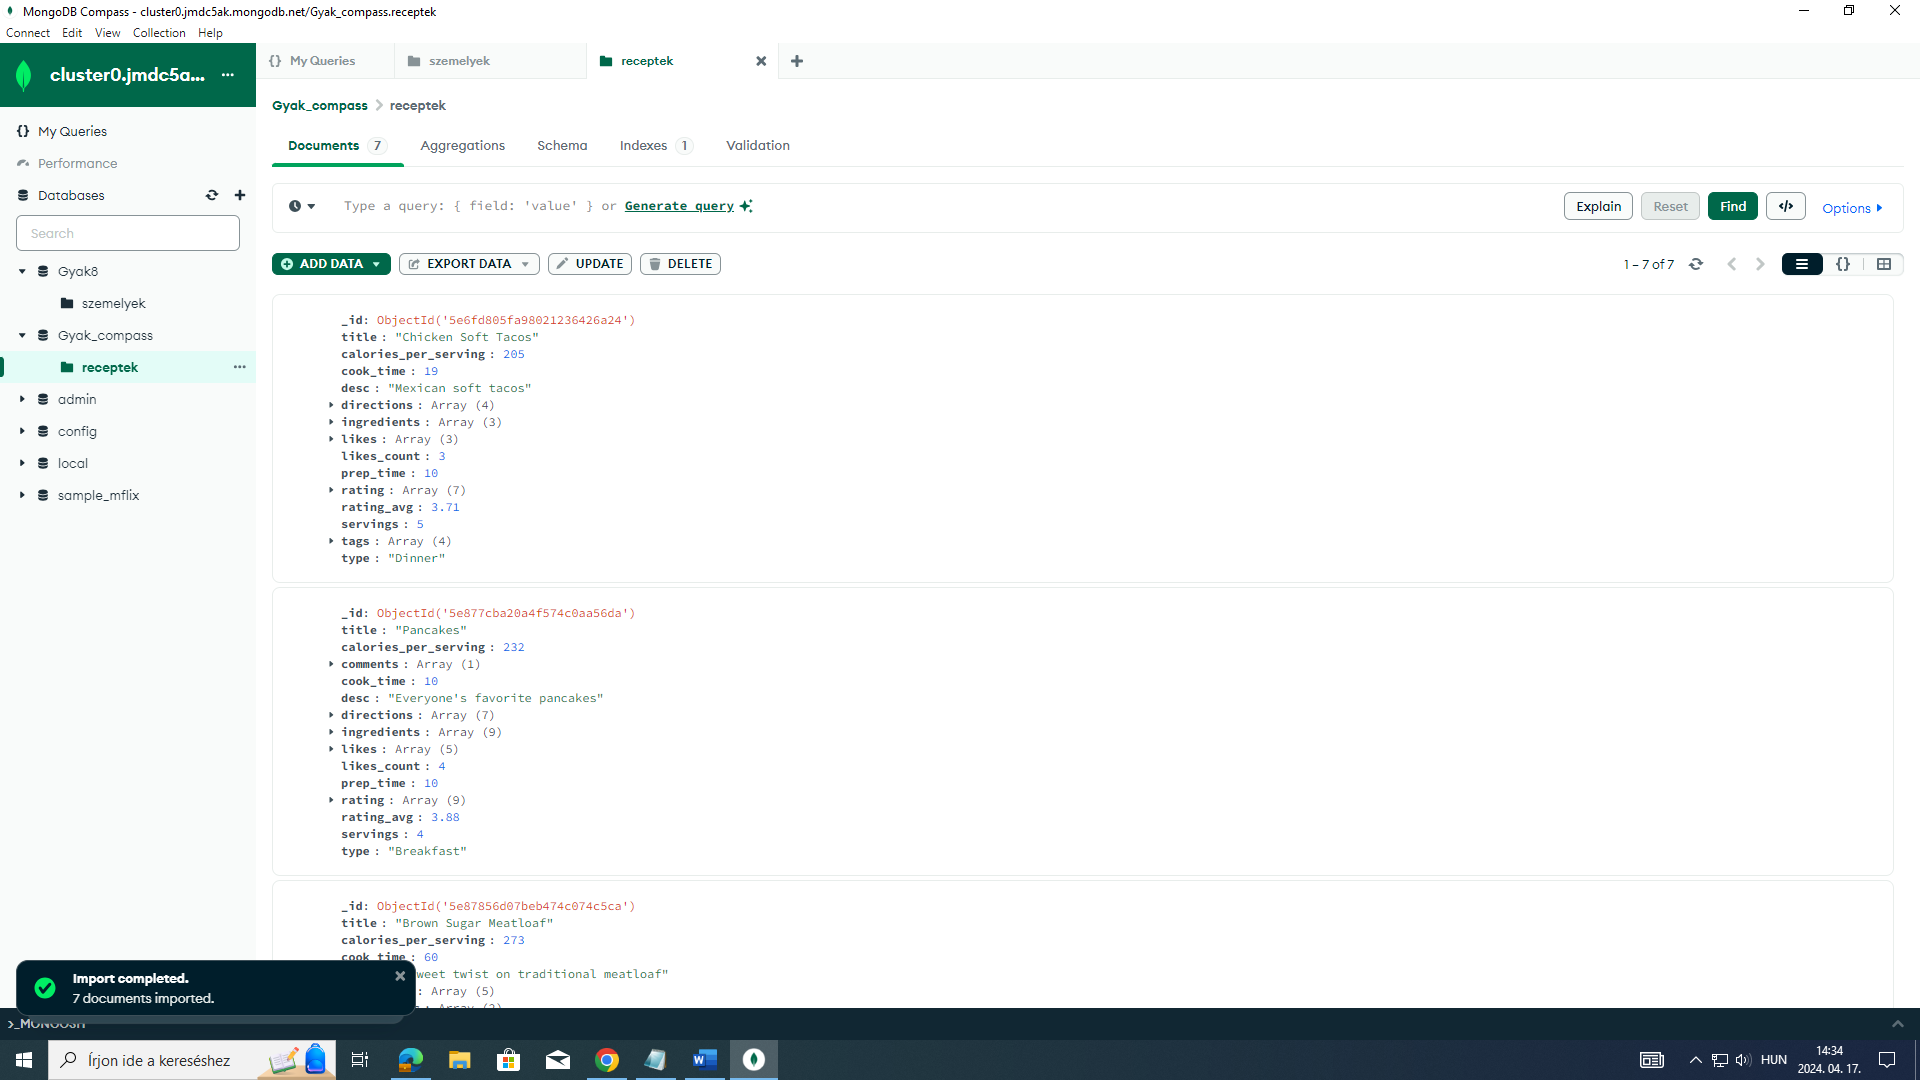 MongoDB Compass - cluster0.jmdc5ak.mongodb.net/Gyak_compass.receptek
Connect Edit View Collection Help
cluster0.jmdc5a...
My Queries
szemelyek
receptek
Gyak_compass > receptek
My Queries
Performance
Databases
Search
Gyak8
szemelyek
Gyak_compass
receptek
admin
config
local
sample_mflix
Documents 7 Aggregations Schema Indexes 1 Validation
Type a query: { field: 'value' } or Generate query
Explain Reset Find </> Options
ADD DATA EXPORT DATA UPDATE DELETE
1 – 7 of 7
_id: ObjectId('5e6fd805fa98021236426a24')
title : "Chicken Soft Tacos"
calories_per_serving : 205
cook_time : 19
desc : "Mexican soft tacos"
directions : Array (4)
ingredients : Array (3)
likes : Array (3)
likes_count : 3
prep_time : 10
rating : Array (7)
rating_avg : 3.71
servings : 5
tags : Array (4)
type : "Dinner"
_id: ObjectId('5e877cba20a4f574c0aa56da')
title : "Pancakes"
calories_per_serving : 232
comments : Array (1)
cook_time : 10
desc : "Everyone's favorite pancakes"
directions : Array (7)
ingredients : Array (9)
likes : Array (5)
likes_count : 4
prep_time : 10
rating : Array (9)
rating_avg : 3.88
servings : 4
type : "Breakfast"
_id: ObjectId('5e87856d07beb474c074c5ca')
title : "Brown Sugar Meatloaf"
calories_per_serving : 273
cook_time : 60
weet twist on traditional meatloaf"
: Array (5)
: Array (3)
Import completed.
7 documents imported.
>_MONGOSH
Írjon ide a kereséshez
HUN
14:34
2024. 04. 17.